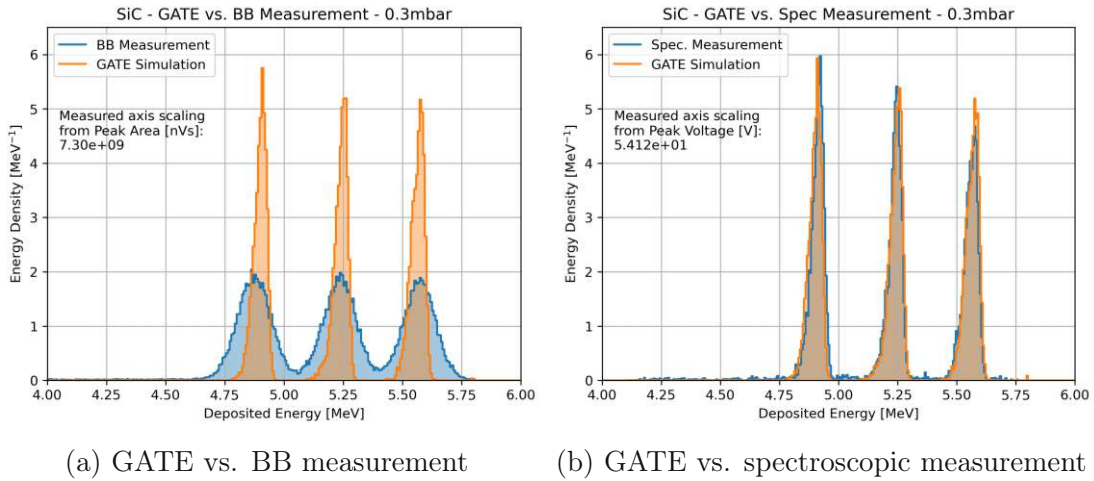 SiC - GATE vs. BB Measurement - 0.3mbar
6
5
4
3
2
1
0
Energy Density [MeV⁻¹]
BB Measurement
GATE Simulation
Measured axis scaling
from Peak Area [nVs]:
7.30e+09
4.00 4.25 4.50 4.75 5.00 5.25 5.50 5.75 6.00
Deposited Energy [MeV]
(a) GATE vs. BB measurement
SiC - GATE vs. Spec Measurement - 0.3mbar
6
5
4
3
2
1
0
Energy Density [MeV⁻¹]
Spec. Measurement
GATE Simulation
Measured axis scaling
from Peak Voltage [V]:
5.412e+01
4.00 4.25 4.50 4.75 5.00 5.25 5.50 5.75 6.00
Deposited Energy [MeV]
(b) GATE vs. spectroscopic measurement